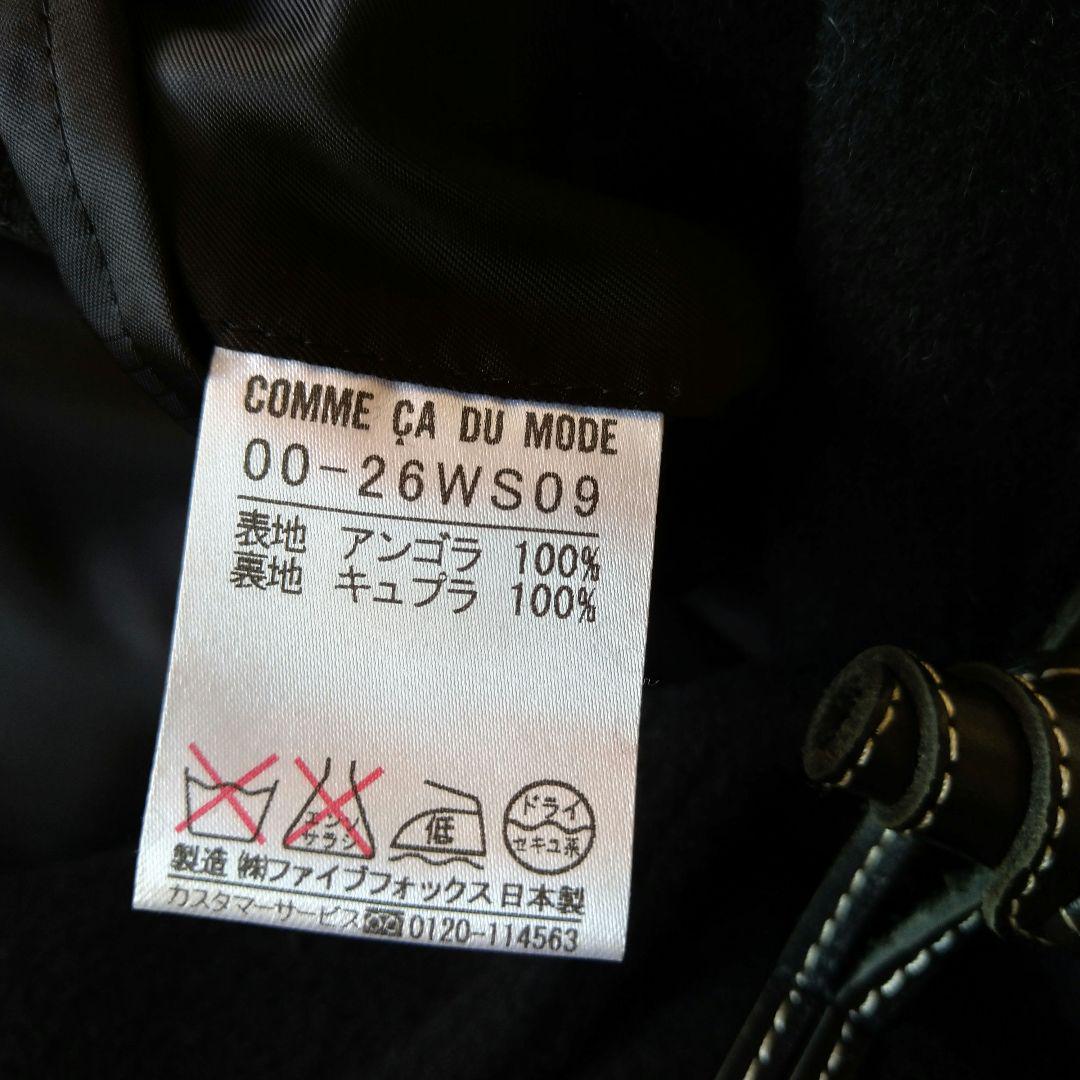 COMME ÇA DU MODE
00-26WS09
表地 アンゴラ 100%
裏地 キュプラ 100%
エンソ
サラシ
低
ドライ
セキユ系
製造 ㈱ファイブフォックス 日本製
カスタマーサービス 0120-114563